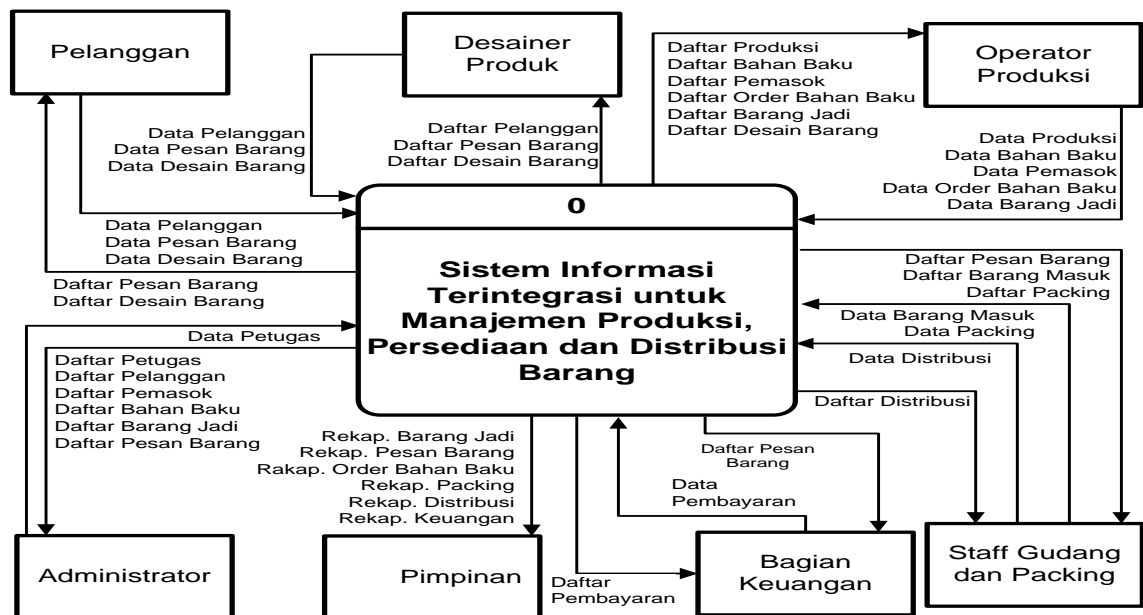 Pelanggan
Desainer
Produk
Operator
Produksi
Daftar Produksi
Daftar Bahan Baku
Daftar Pemasok
Daftar Order Bahan Baku
Daftar Barang Jadi
Daftar Desain Barang
Data Pelanggan
Data Pesan Barang
Data Desain Barang
Daftar Pelanggan
Daftar Pesan Barang
Daftar Desain Barang
Data Produksi
Data Bahan Baku
Data Pemasok
Data Order Bahan Baku
Data Barang Jadi
0
Sistem Informasi
Terintegrasi untuk
Manajemen Produksi,
Persediaan dan Distribusi
Barang
Data Pelanggan
Data Pesan Barang
Data Desain Barang
Daftar Pesan Barang
Daftar Desain Barang
Daftar Pesan Barang
Daftar Barang Masuk
Daftar Packing
Data Barang Masuk
Data Packing
Data Distribusi
Daftar Distribusi
Data Petugas
Daftar Petugas
Daftar Pelanggan
Daftar Pemasok
Daftar Bahan Baku
Daftar Barang Jadi
Daftar Pesan Barang
Rekap. Barang Jadi
Rekap. Pesan Barang
Rakap. Order Bahan Baku
Rekap. Packing
Rekap. Distribusi
Rekap. Keuangan
Daftar Pesan
Barang
Data
Pembayaran
Daftar
Pembayaran
Administrator
Pimpinan
Bagian
Keuangan
Staff Gudang
dan Packing